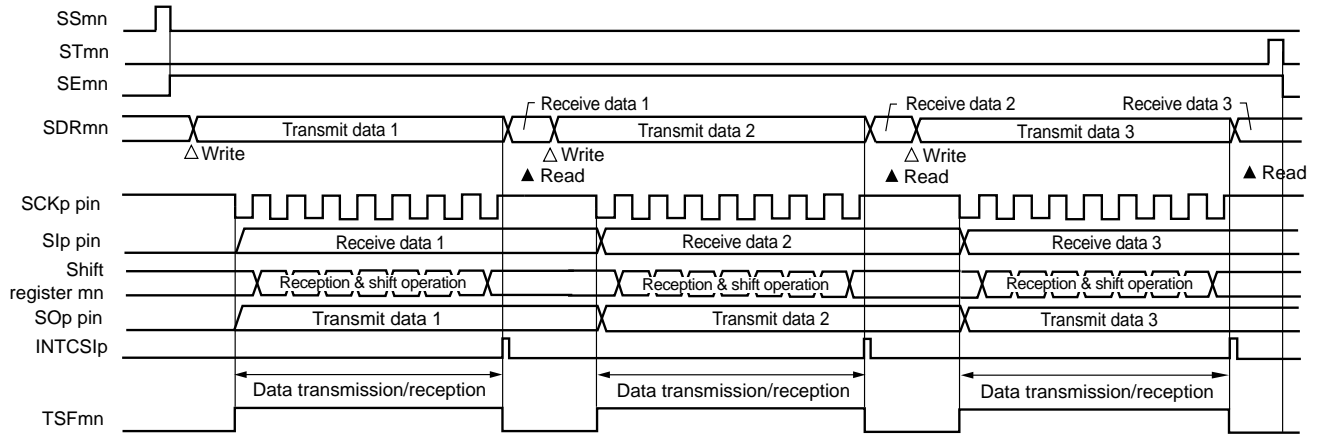 SSmn
STmn
SEmn
Receive data 1
Receive data 2
Receive data 3
SDRmn
Transmit data 1
Transmit data 2
Transmit data 3
△Write
△ Write
△ Write
▲ Read
▲ Read
▲ Read
SCKp pin
SIp pin
Receive data 1
Receive data 2
Receive data 3
Shift
register mn
Reception & shift operation
Reception & shift operation
Reception & shift operation
SOp pin
Transmit data 1
Transmit data 2
Transmit data 3
INTCSIp
Data transmission/reception
Data transmission/reception
Data transmission/reception
TSFmn